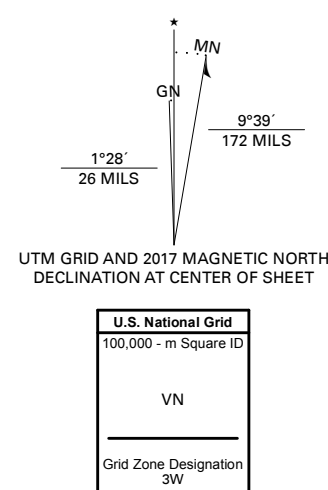 ★
MN
GN
9°39´
172 MILS
1°28´
26 MILS
UTM GRID AND 2017 MAGNETIC NORTH
DECLINATION AT CENTER OF SHEET
U.S. National Grid
100,000 - m Square ID
VN
Grid Zone Designation
3W